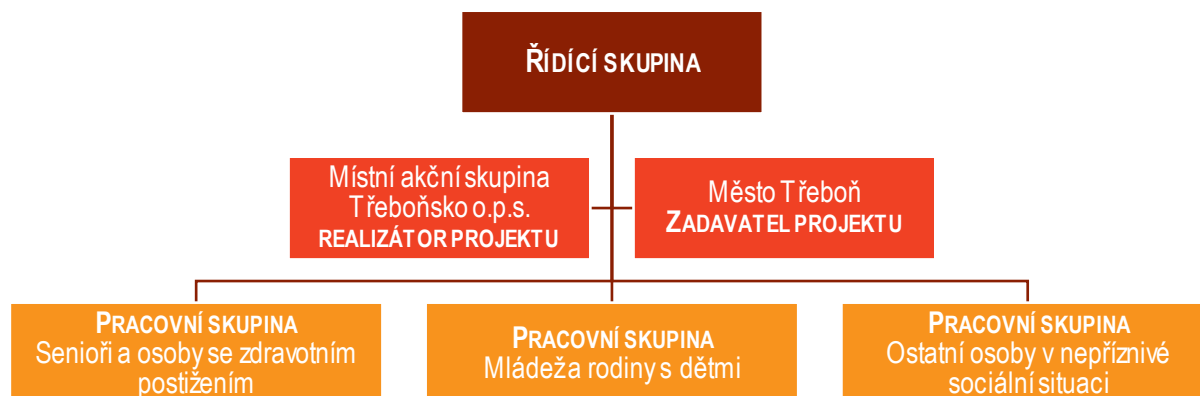 ŘÍDÍCÍ SKUPINA
Místní akční skupina
Třeboňsko o.p.s.
REALIZÁTOR PROJEKTU
Město Třeboň
ZADAVATEL PROJEKTU
PRACOVNÍ SKUPINA
Senioři a osoby se zdravotním
postižením
PRACOVNÍ SKUPINA
Mládež a rodiny s dětmi
PRACOVNÍ SKUPINA
Ostatní osoby v nepříznivé
sociální situaci